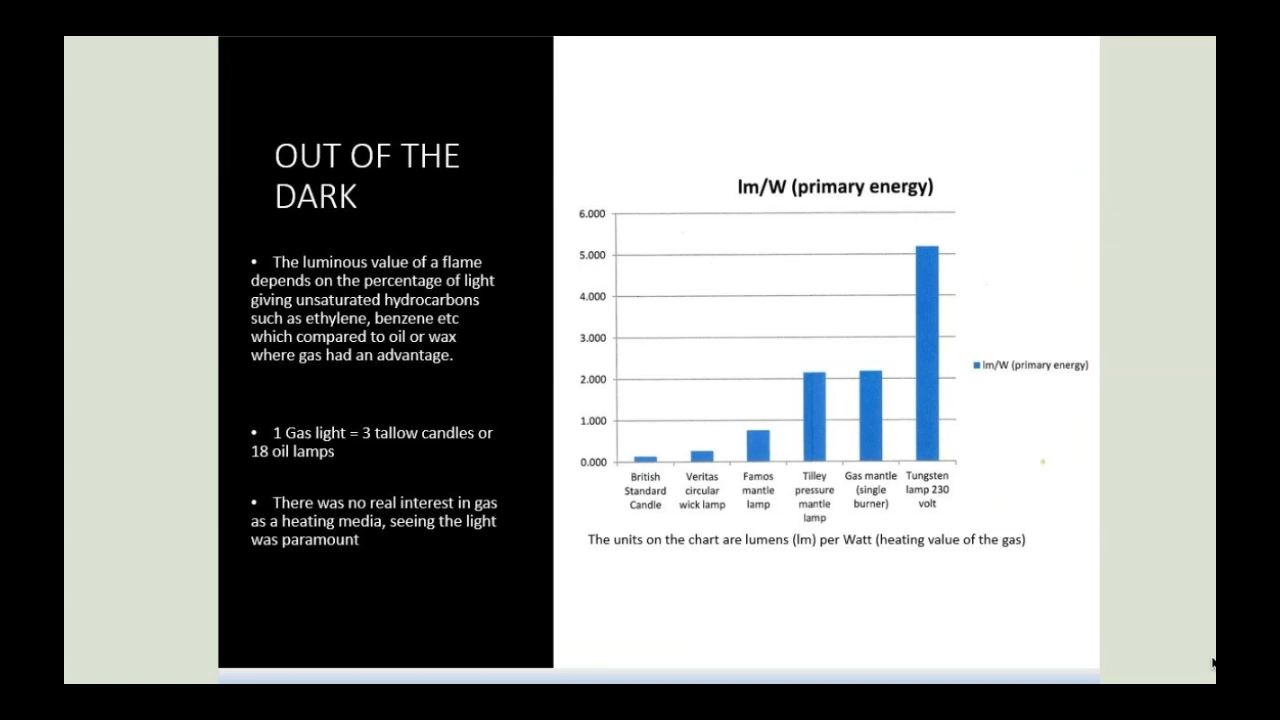 OUT OF THE
DARK
• The luminous value of a flame
depends on the percentage of light
giving unsaturated hydrocarbons
such as ethylene, benzene etc
which compared to oil or wax
where gas had an advantage.
• 1 Gas light = 3 tallow candles or
18 oil lamps
• There was no real interest in gas
as a heating media, seeing the light
was paramount
lm/W (primary energy)
6.000
5.000
4.000
3.000
2.000
1.000
0.000
British
Standard
Candle
Veritas
circular
wick lamp
Famos
mantle
lamp
Tilley
pressure
mantle
lamp
Gas mantle
(single
burner)
Tungsten
lamp 230
volt
lm/W (primary energy)
The units on the chart are lumens (lm) per Watt (heating value of the gas)